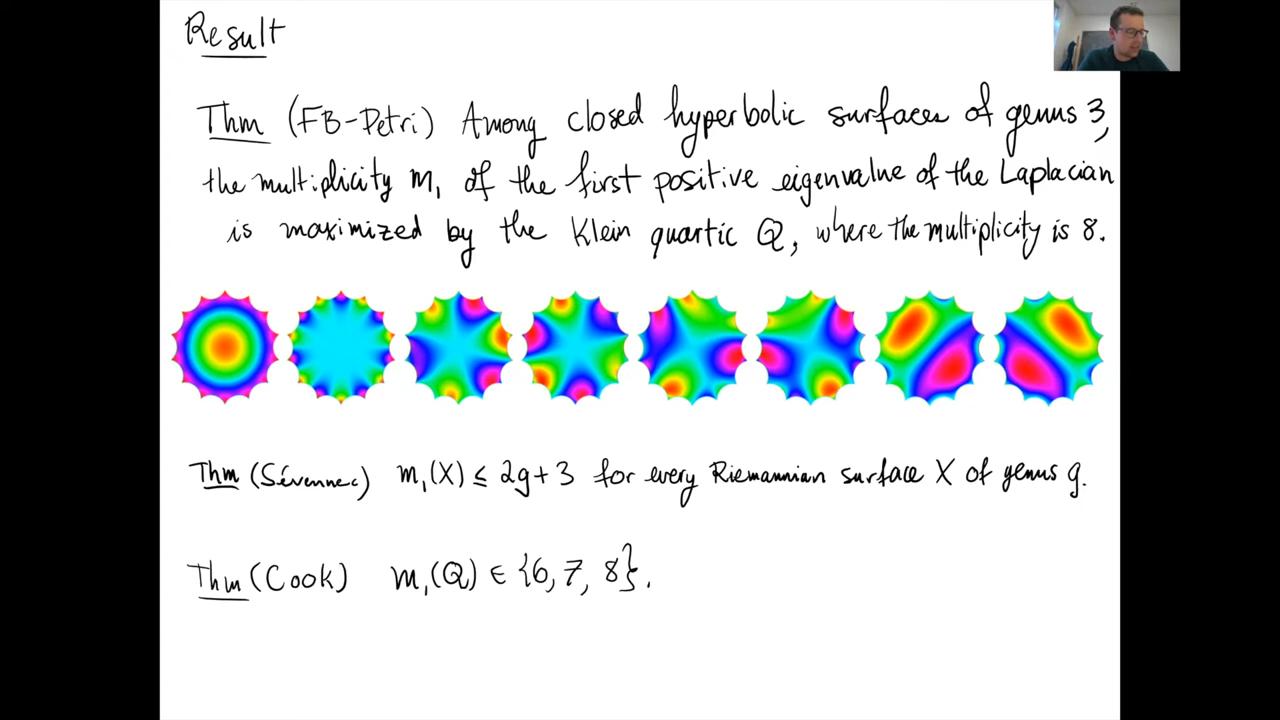 Result
Thm (FB-Petri) Among closed hyperbolic surfaces of genus 3,
the multiplicity m₁ of the first positive eigenvalue of the Laplacian
is maximized by the Klein quartic Q, where the multiplicity is 8.
Thm (Sévennec) m₁(X) ≤ 2g+3 for every Riemannian surface X of genus g.
Thm (Cook) m₁(Q) ∈ {6, 7, 8}.